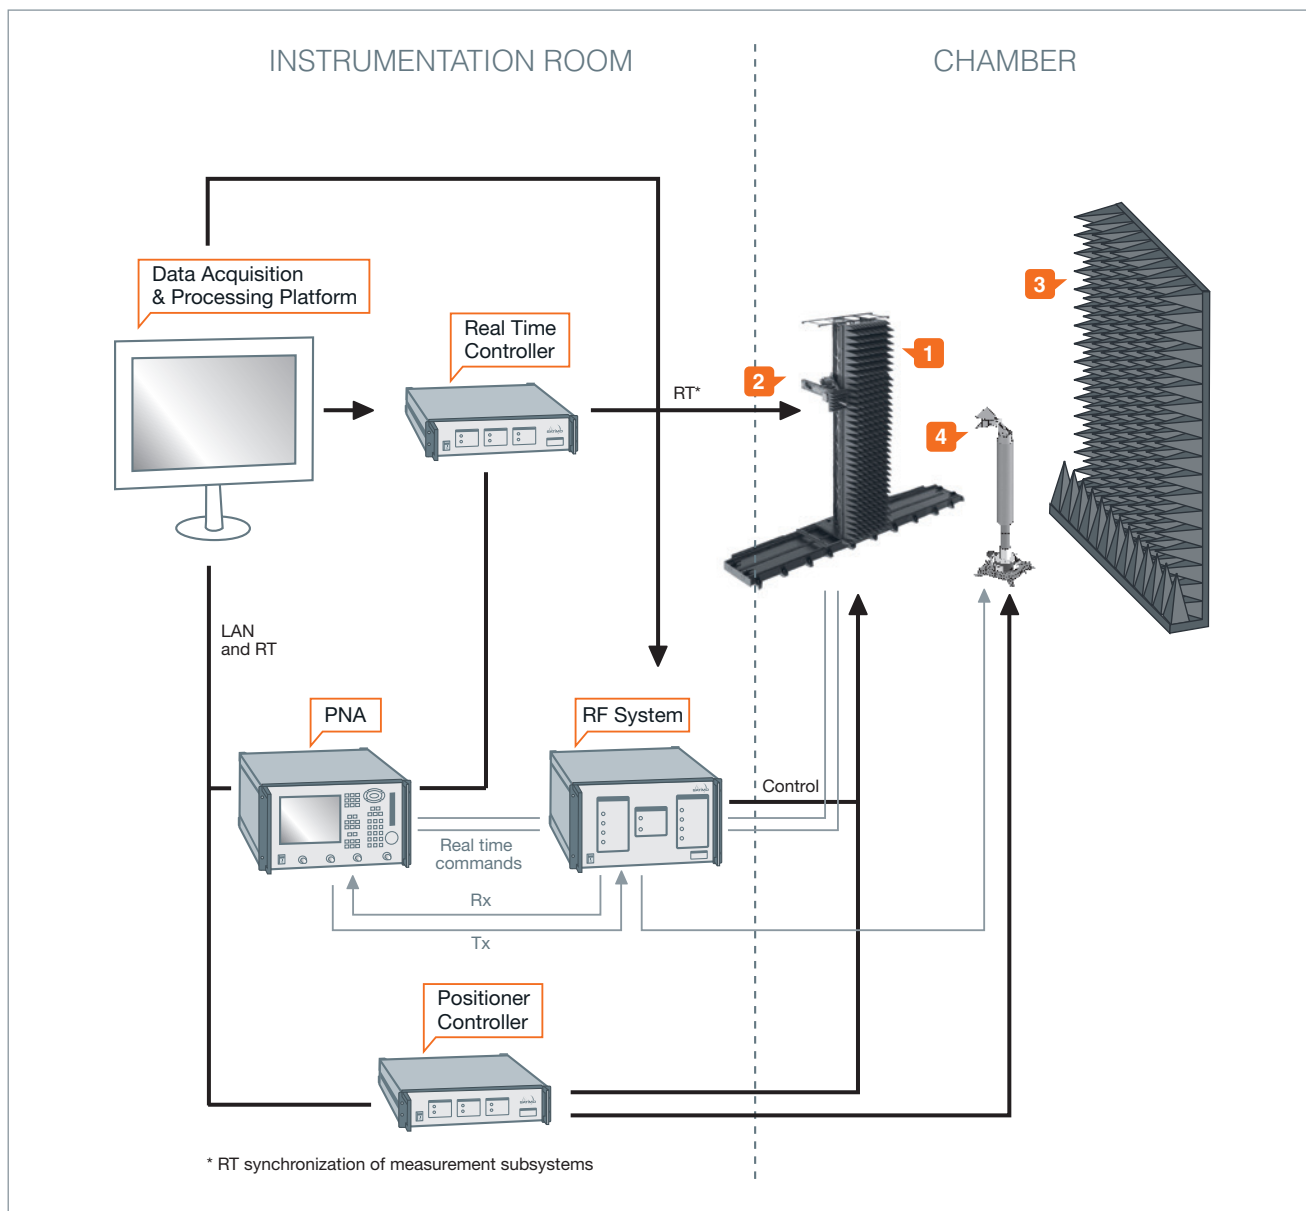 INSTRUMENTATION ROOM
CHAMBER
Data Acquisition
& Processing Platform
Real Time
Controller
RT*
1
2
3
4
LAN
and RT
PNA
RF System
Control
Real time
commands
Rx
Tx
Positioner
Controller
* RT synchronization of measurement subsystems